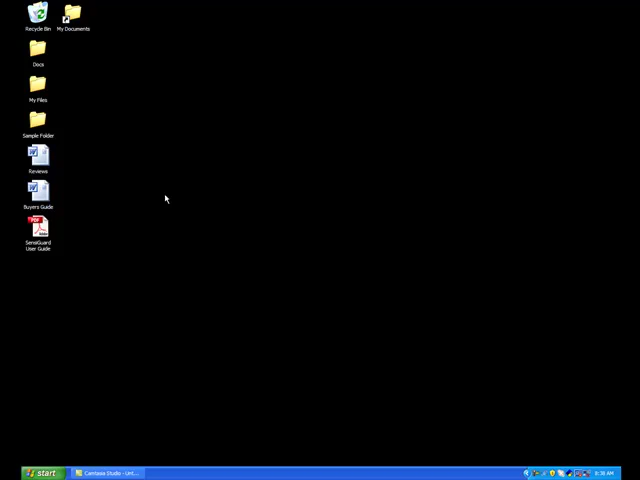 Recycle Bin
My Documents
Docs
My Files
Sample Folder
Reviews
Buyers Guide
PDF
SensiGuard
User Guide
start
Camtasia Studio - Unt...
8:38 AM